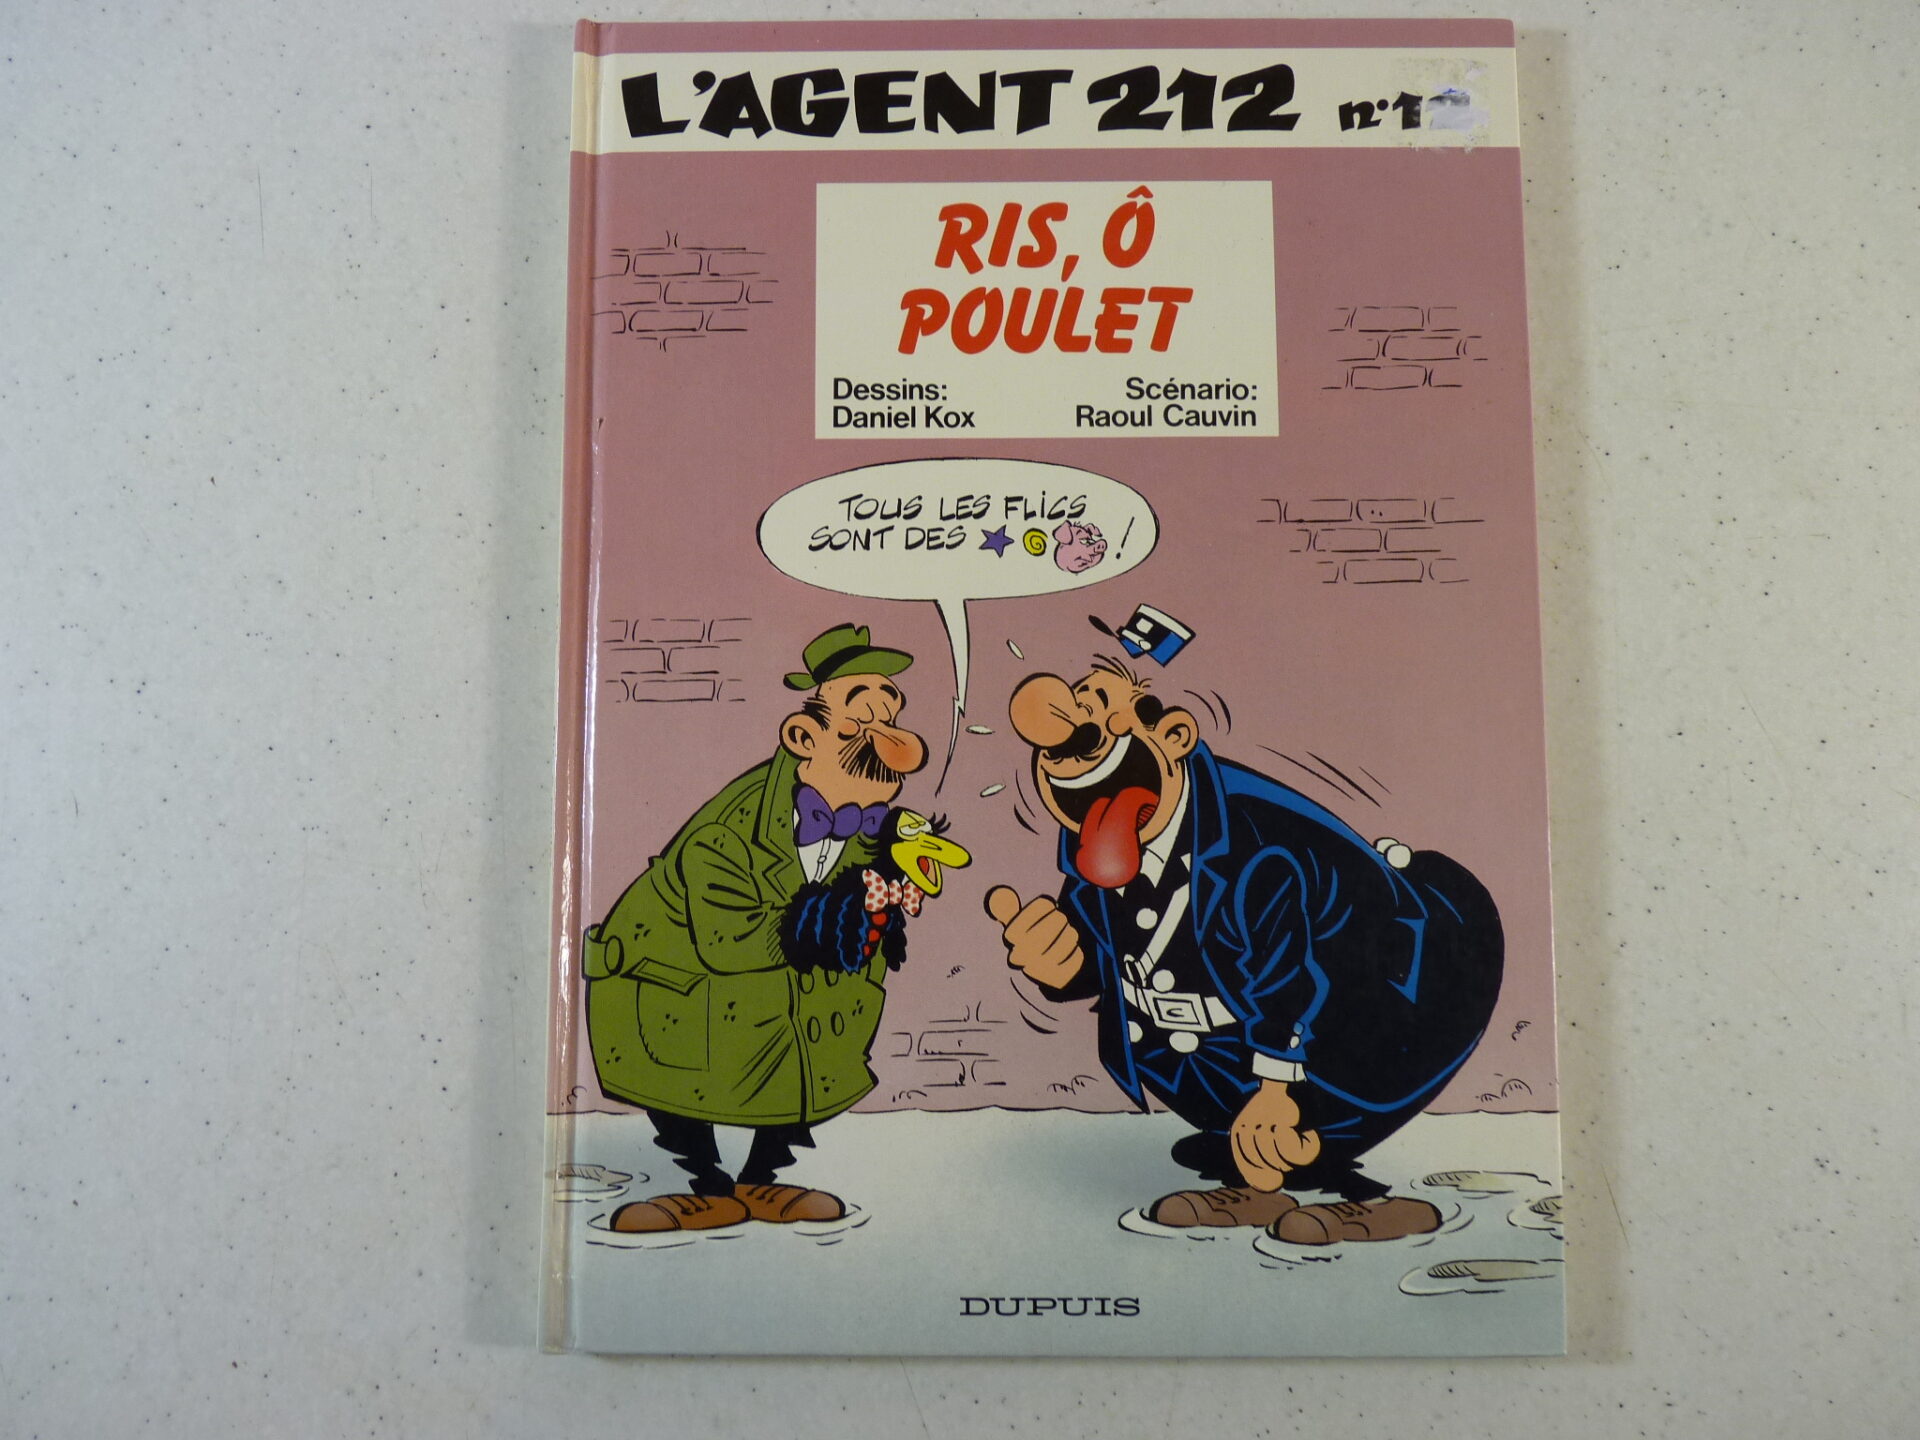 L'AGENT 212
RIS, Ô
POULET
Dessins:
Daniel Kox
Scénario:
Raoul Cauvin
TOUS LES FLICS
SONT DES !
DUPUIS